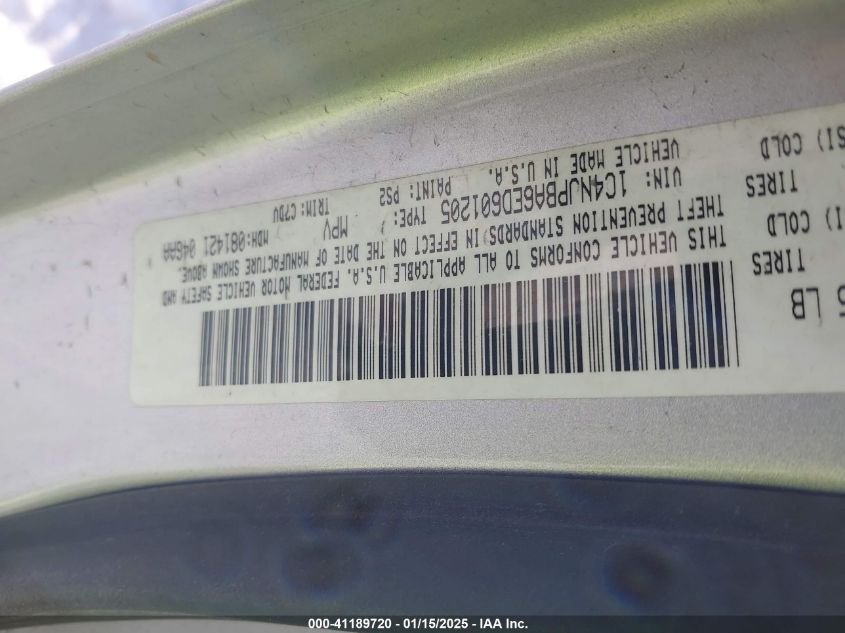 5 LB
TIRES
I) COLD
TIRES
SI) COLD
THIS VEHICLE CONFORMS TO ALL APPLICABLE U.S.A. FEDERAL MOTOR VEHICLE SAFETY AND
THEFT PREVENTION STANDARDS IN EFFECT ON THE DATE OF MANUFACTURE SHOWN ABOVE.
VIN: 1C4NJPBA6ED601205 TYPE: MPV MDH:081421 046AA
VEHICLE MADE IN U.S.A. PAINT: PS2 TRIM: C7DV
000-41189720 - 01/15/2025 - IAA Inc.